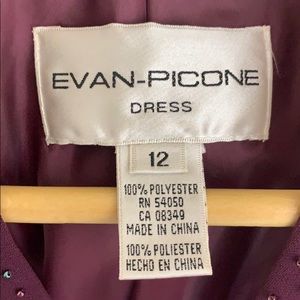 EVAN-PICONE
DRESS
12
100% POLYESTER
RN 54050
CA 08349
MADE IN CHINA
100% POLIESTER
HECHO EN CHINA